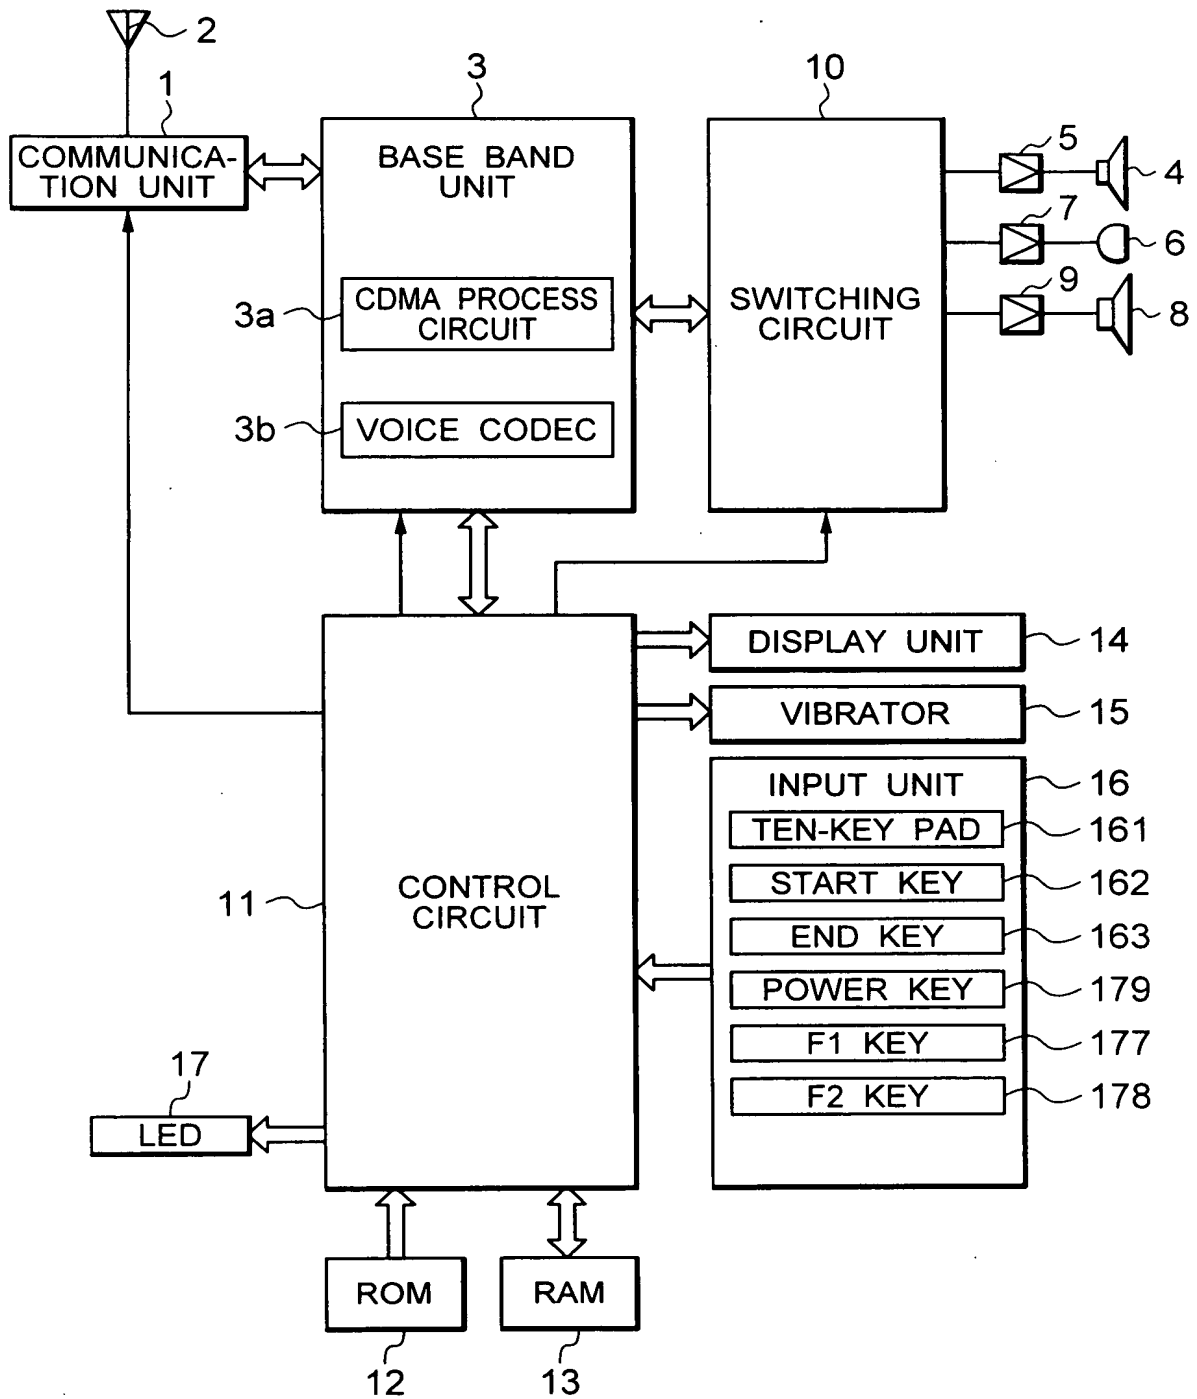 2
1
3
10
COMMUNICA-
TION UNIT
BASE BAND
UNIT
5
4
7
6
9
8
3a
CDMA PROCESS
CIRCUIT
SWITCHING
CIRCUIT
3b
VOICE CODEC
DISPLAY UNIT
14
VIBRATOR
15
INPUT UNIT
16
TEN-KEY PAD
161
START KEY
162
END KEY
163
POWER KEY
179
F1 KEY
177
F2 KEY
178
11
CONTROL
CIRCUIT
17
LED
ROM
RAM
12
13